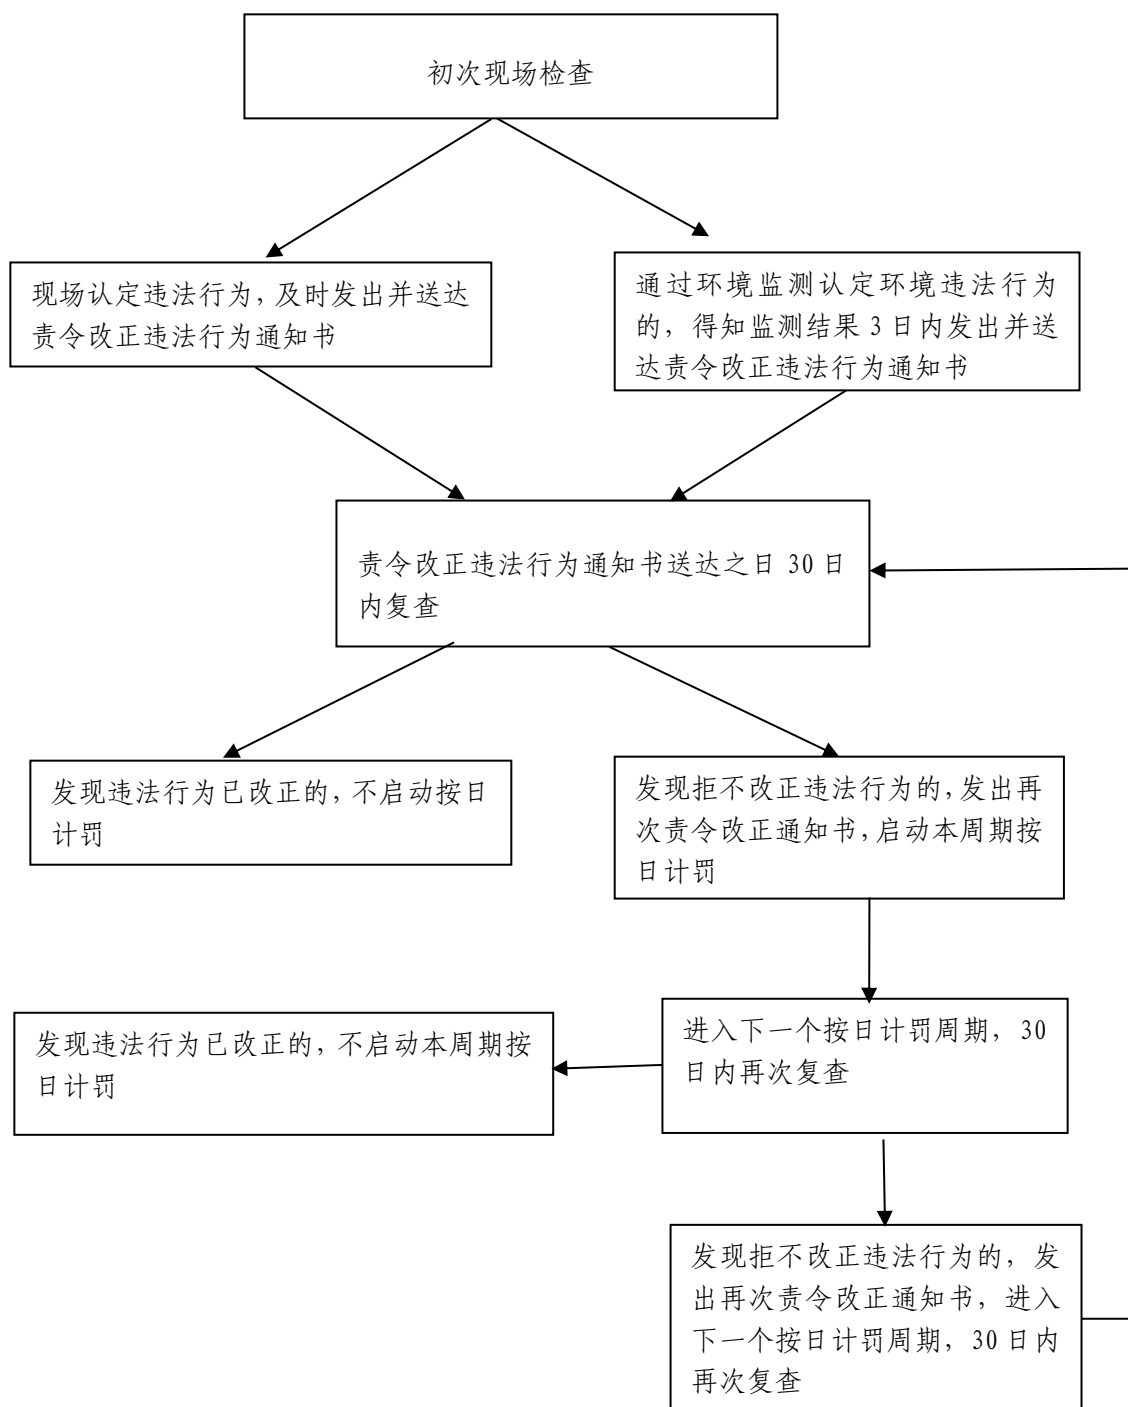 初次现场检查
现场认定违法行为，及时发出并送达
责令改正违法行为通知书
通过环境监测认定环境违法行为
的，得知监测结果 3 日内发出并送
达责令改正违法行为通知书
责令改正违法行为通知书送达之日 30 日
内复查
发现违法行为已改正的，不启动按日
计罚
发现拒不改正违法行为的，发出再
次责令改正通知书，启动本周期按
日计罚
发现违法行为已改正的，不启动本周期按
日计罚
进入下一个按日计罚周期，30
日内再次复查
发现拒不改正违法行为的，发
出再次责令改正通知书，进入
下一个按日计罚周期，30 日内
再次复查